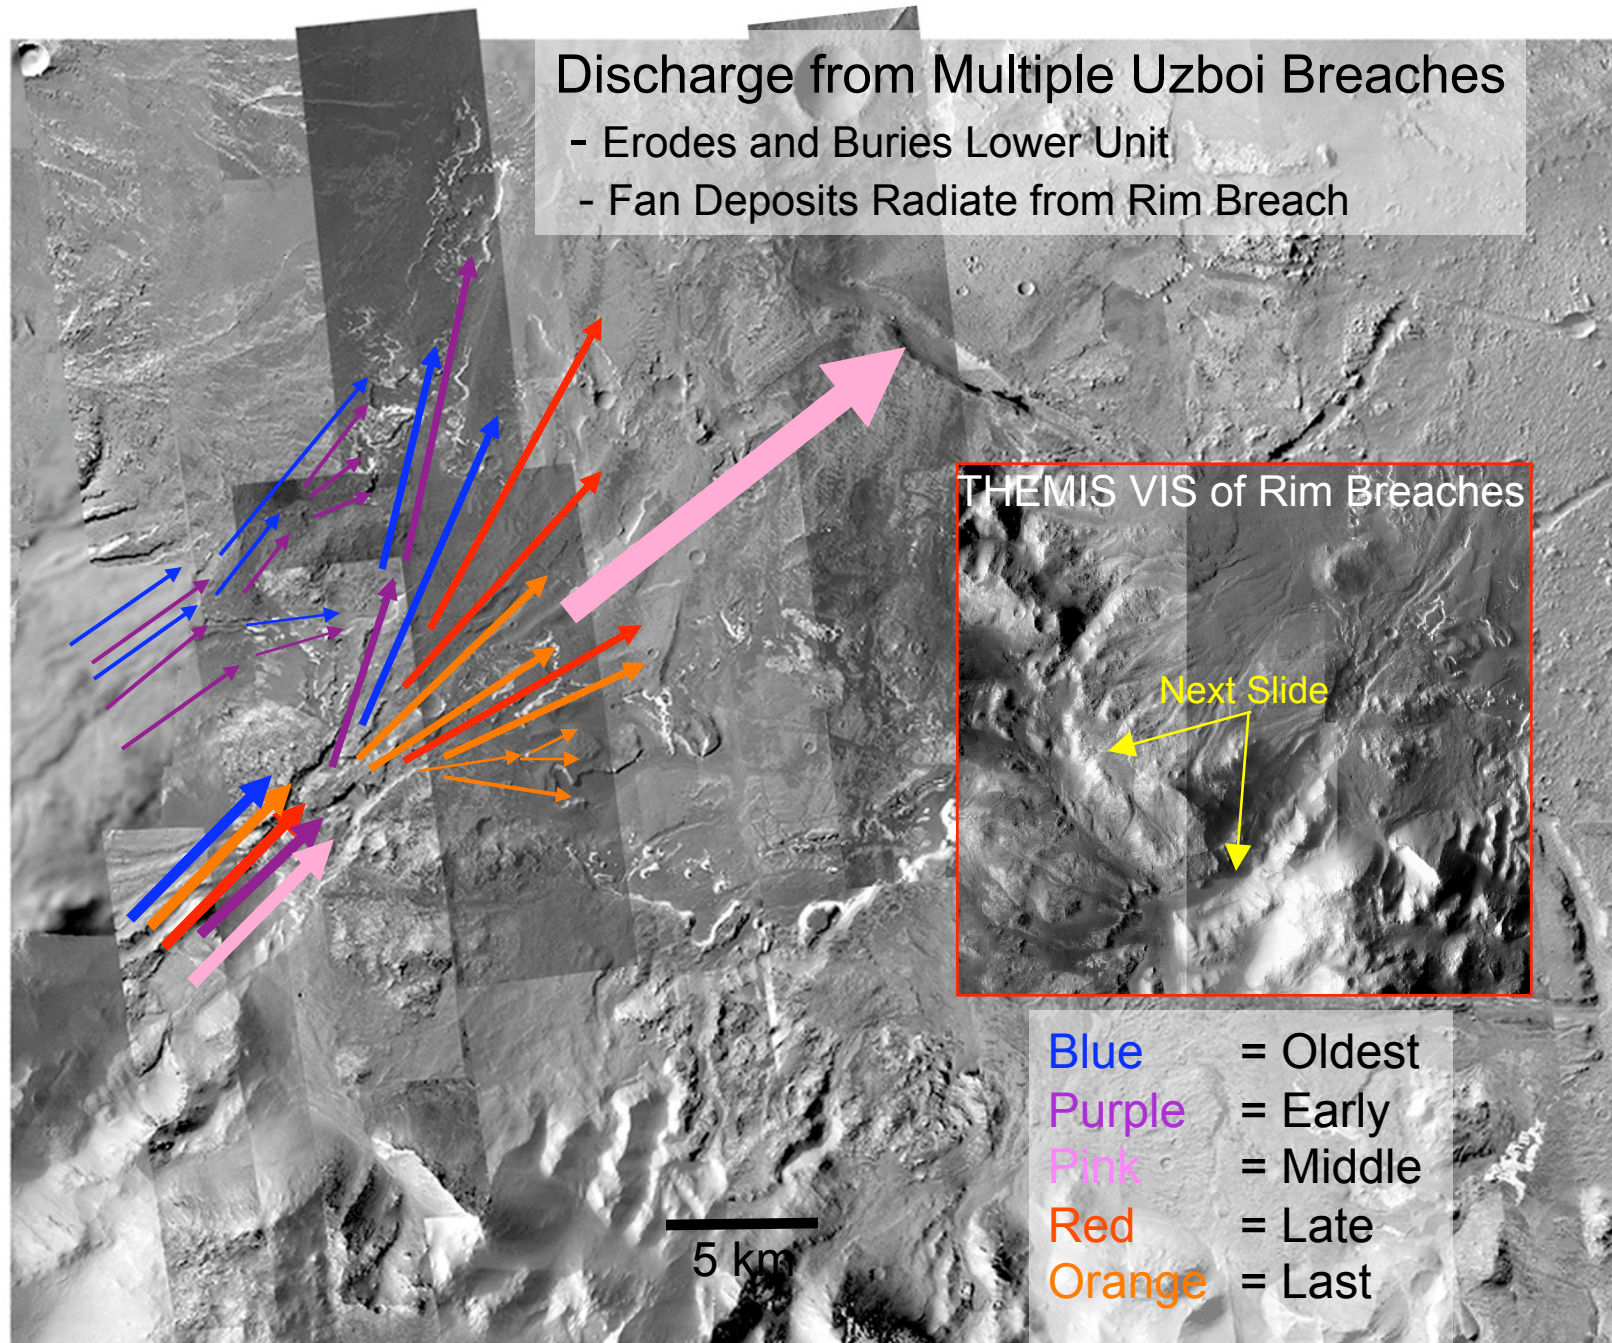 Discharge from Multiple Uzboi Breaches
- Erodes and Buries Lower Unit
- Fan Deposits Radiate from Rim Breach
THEMIS VIS of Rim Breaches
Next Slide
Blue = Oldest
Purple = Early
Pink = Middle
Red = Late
Orange = Last
5 km